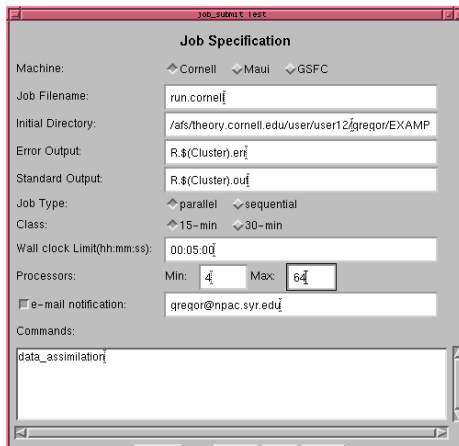 job_submit Test
Job Specification
Machine: Cornell Maui GSFC
Job Filename: run.cornell
Initial Directory: /afs/theory.cornell.edu/user/user12/gregor/EXAMP
Error Output: R.$(Cluster).err
Standard Output: R.$(Cluster).out
Job Type: parallel sequential
Class: 15-min 30-min
Wall clock Limit(hh:mm:ss): 00:05:00
Processors: Min: 4 Max: 64
e-mail notification: gregor@npac.syr.edu
Commands:
data_assimilation